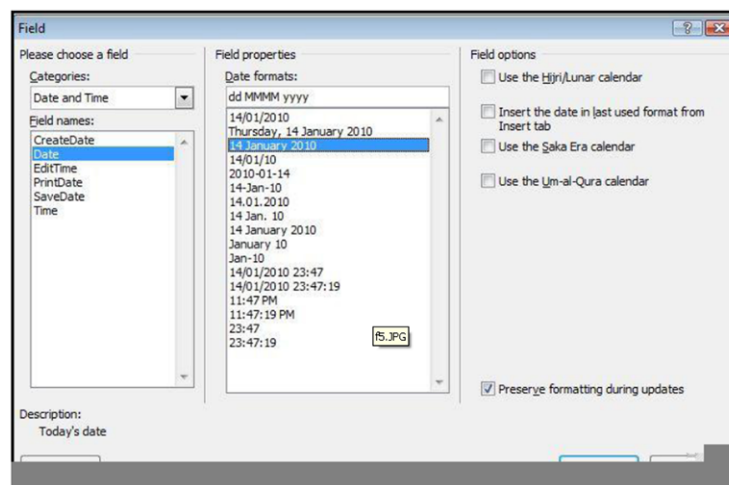 Field
Please choose a field
Categories:
Date and Time
Field names:
CreateDate
Date
EditTime
PrintDate
SaveDate
Time
Field properties
Date formats:
dd MMMM yyyy
14/01/2010
Thursday, 14 January 2010
14 January 2010
14/01/10
2010-01-14
14-Jan-10
14.01.2010
14 Jan. 10
14 January 2010
January 10
Jan-10
14/01/2010 23:47
14/01/2010 23:47:19
11:47 PM
11:47:19 PM
23:47
23:47:19
f5.JPG
Field options
Use the Hijri/Lunar calendar
Insert the date in last used format from
Insert tab
Use the Saka Era calendar
Use the Um-al-Qura calendar
Preserve formatting during updates
Description:
Today's date